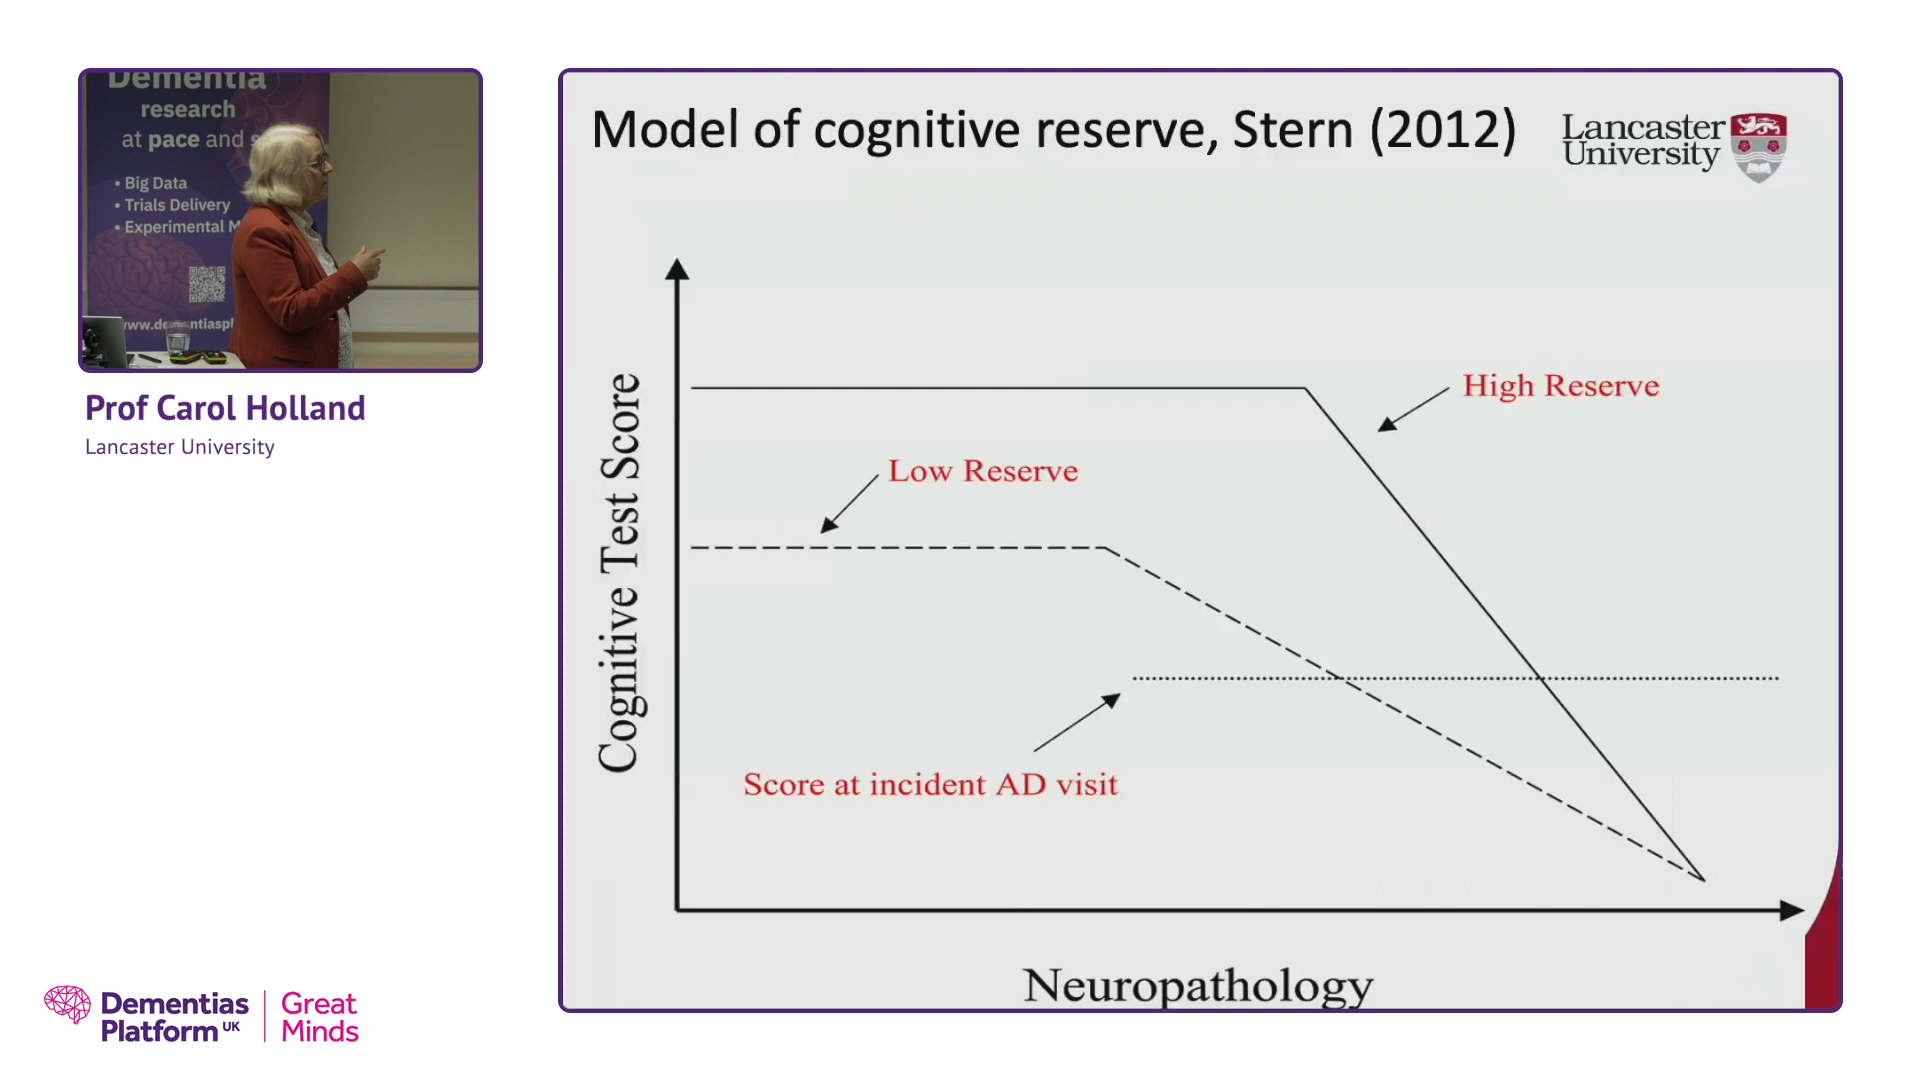 Dementia
research
at pace and
• Big Data
• Trials Delivery
• Experimental M
Prof Carol Holland
Lancaster University
Dementias
Platform UK
Great
Minds
Model of cognitive reserve, Stern (2012)
Lancaster
University
Cognitive Test Score
High Reserve
Low Reserve
Score at incident AD visit
Neuropathology